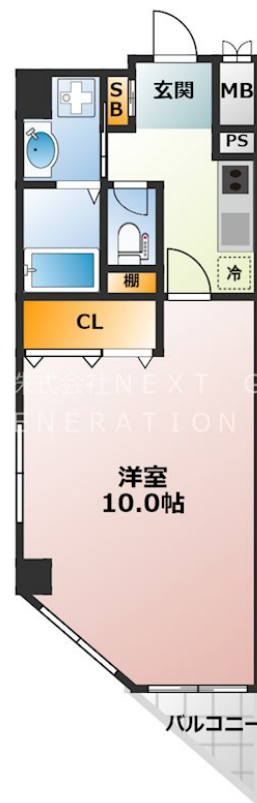 玄関
MB
SB
PS
冷
棚
CL
株式会社NEXT G
ENERATION
洋室
10.0帖
バルコニー